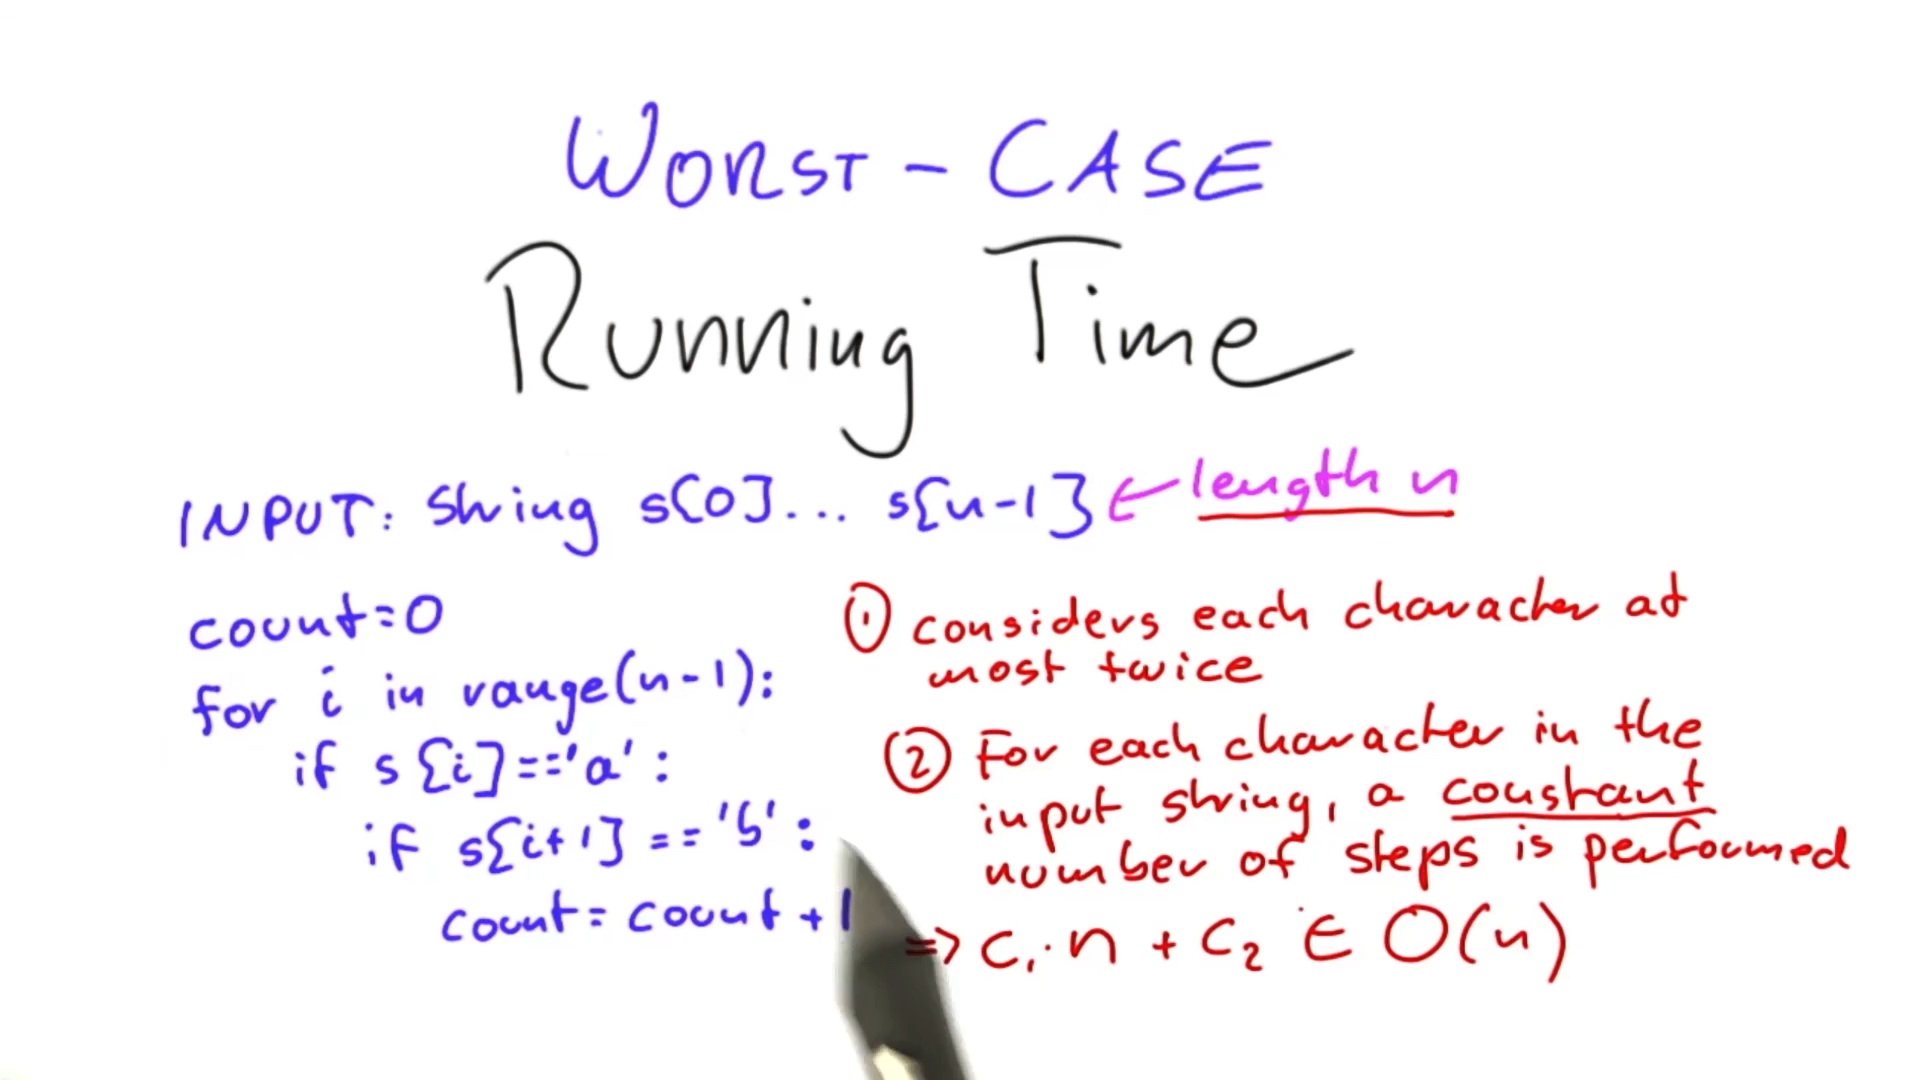 WORST - CASE
Running Time
INPUT: string s[0]... s[n-1] ← length n
count=0
for i in range(n-1):
if s[i]=='a':
if s[i+1] == 'b':
count = count + 1
① considers each character at
most twice
② For each character in the
input string, a constant
number of steps is performed
=> c₁·n + c₂ ∈ O(n)